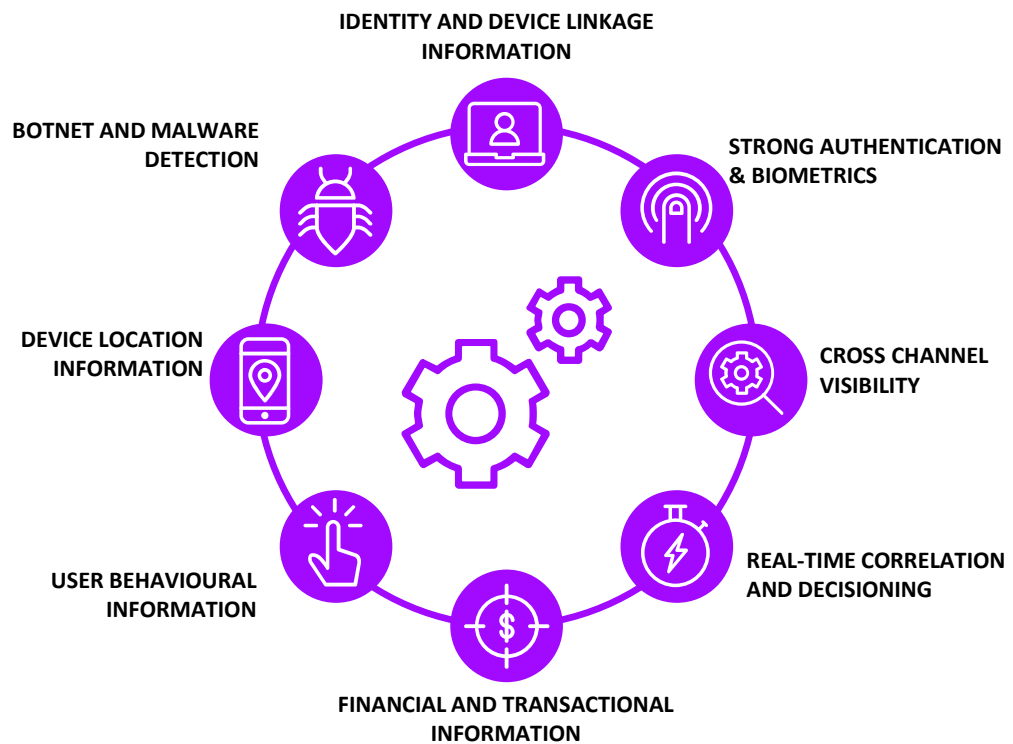 IDENTITY AND DEVICE LINKAGE
INFORMATION
STRONG AUTHENTICATION
& BIOMETRICS
CROSS CHANNEL
VISIBILITY
REAL-TIME CORRELATION
AND DECISIONING
FINANCIAL AND TRANSACTIONAL
INFORMATION
$
USER BEHAVIOURAL
INFORMATION
DEVICE LOCATION
INFORMATION
BOTNET AND MALWARE
DETECTION